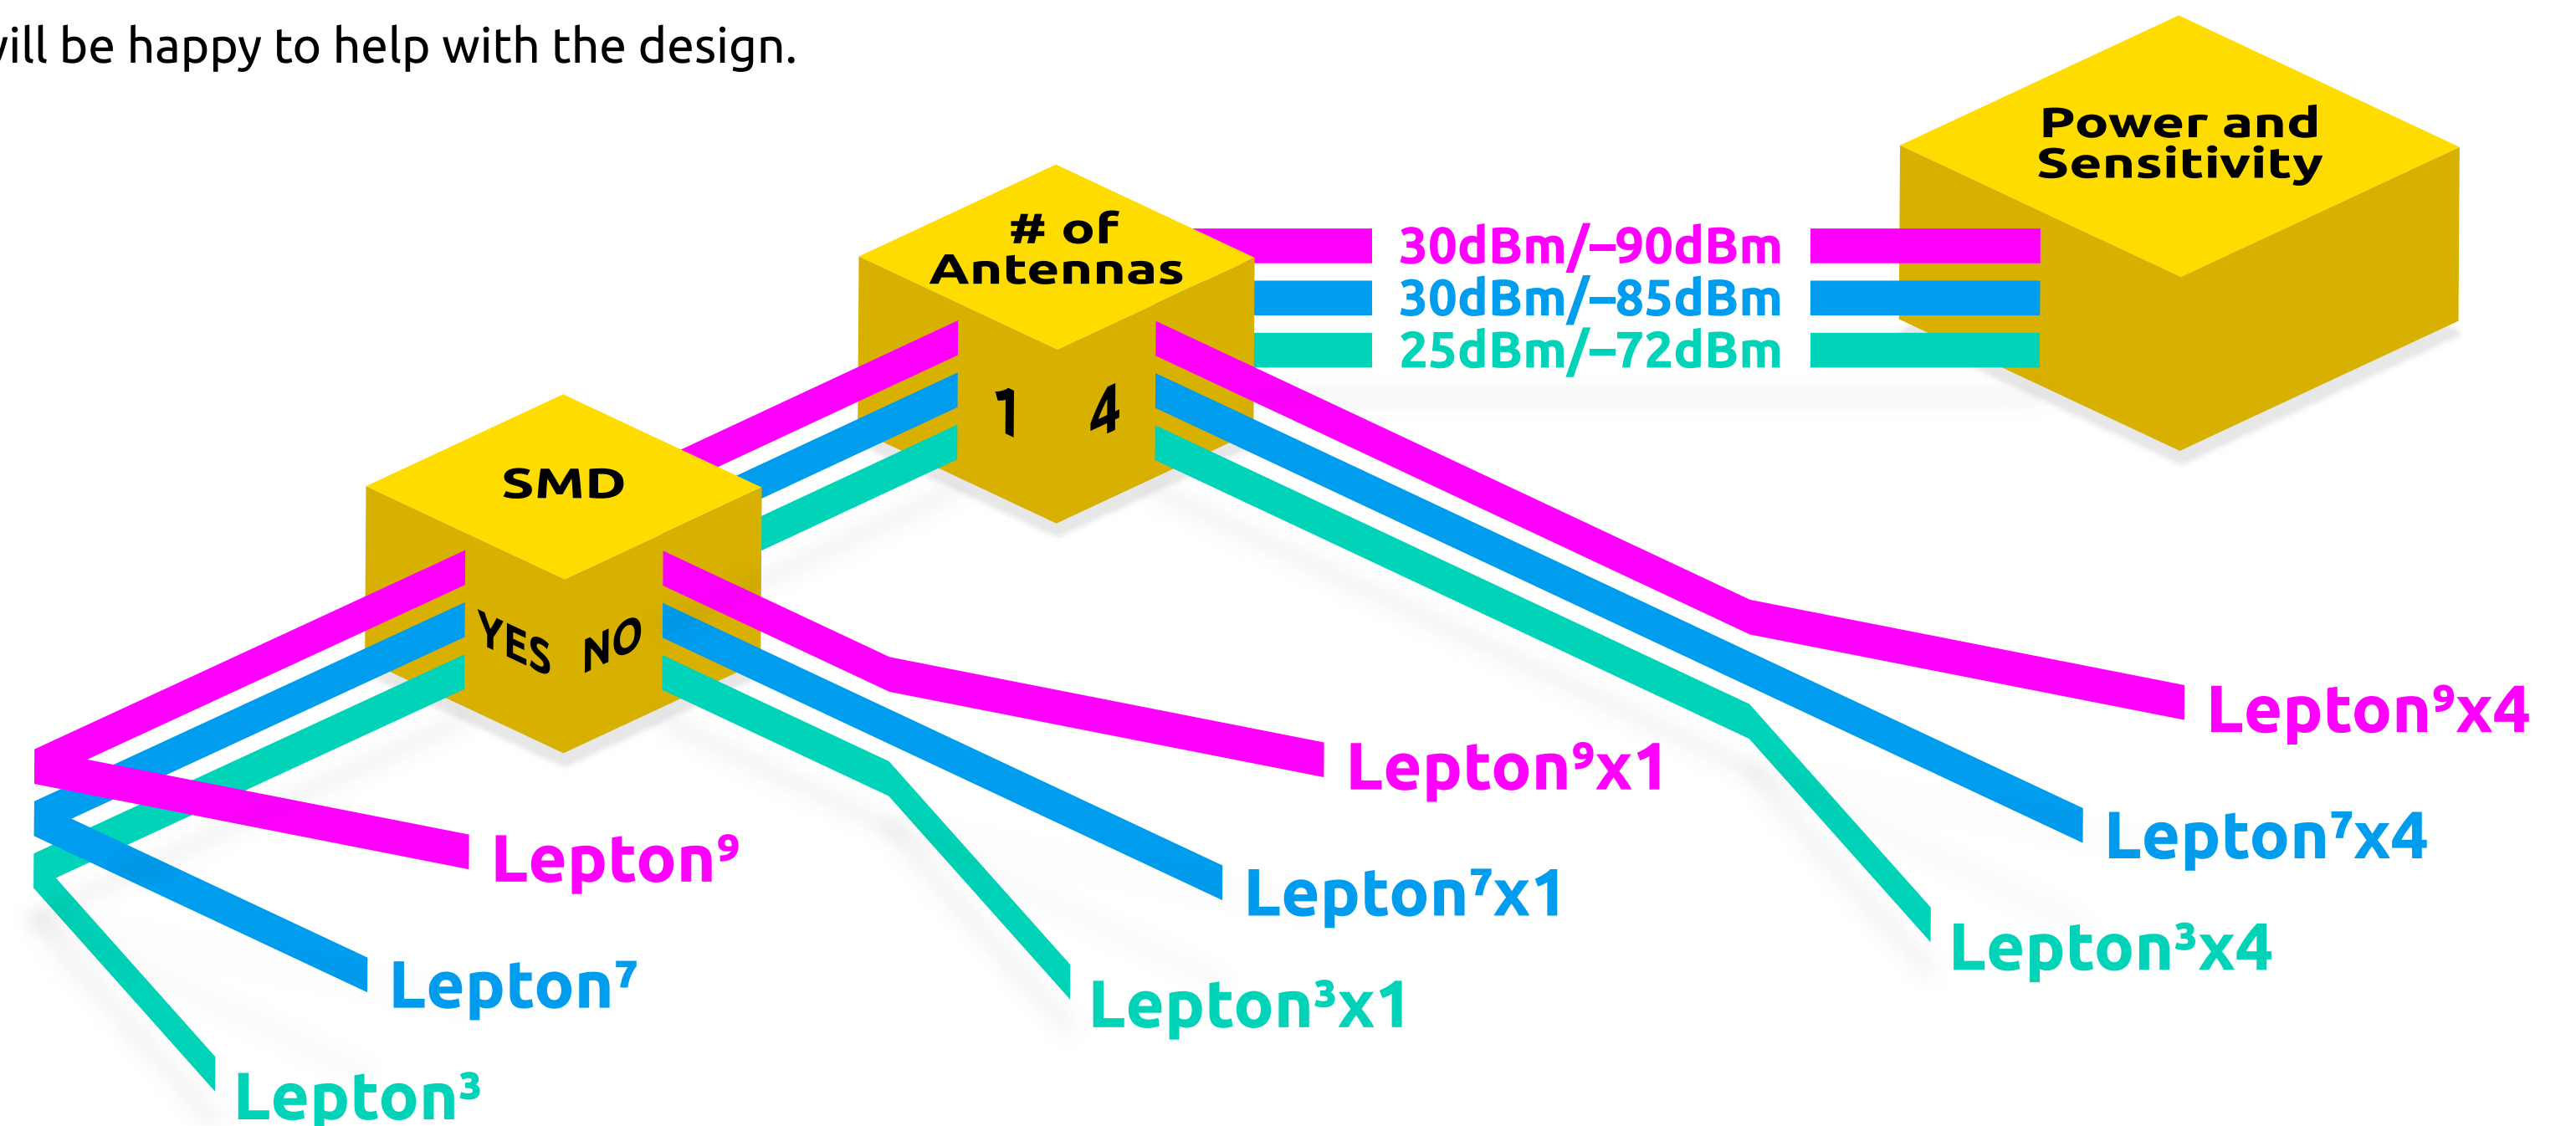 will be happy to help with the design.
Power and
Sensitivity
# of
Antennas
30dBm/–90dBm
30dBm/–85dBm
25dBm/–72dBm
1 4
SMD
YES NO
Lepton⁹x4
Lepton⁹x1
Lepton⁷x4
Lepton⁹
Lepton⁷x1
Lepton³x4
Lepton⁷
Lepton³x1
Lepton³